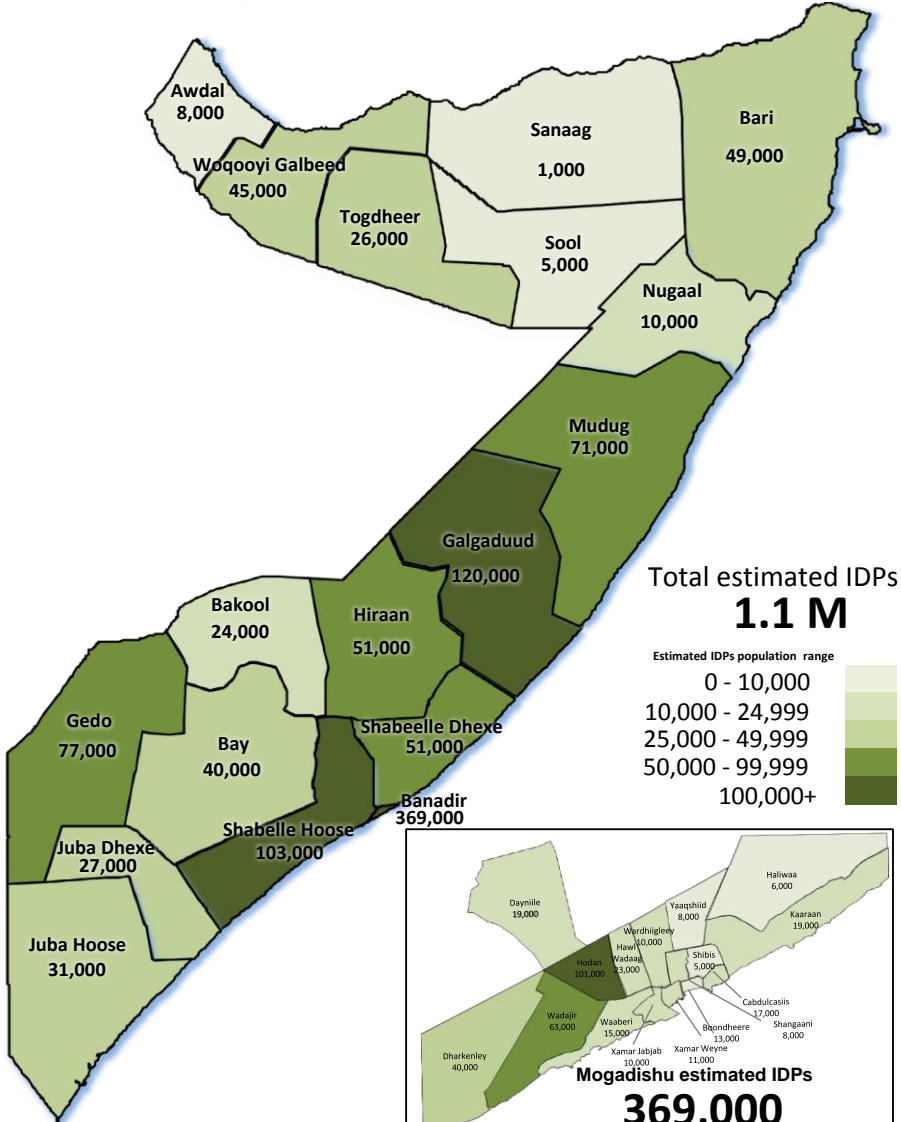 Awdal
8,000
Woqooyi Galbeed
45,000
Togdheer
26,000
Sanaag
1,000
Bari
49,000
Sool
5,000
Nugaal
10,000
Mudug
71,000
Galgaduud
120,000
Bakool
24,000
Hiraan
51,000
Gedo
77,000
Bay
40,000
Shabeelle Dhexe
51,000
Banadir
369,000
Shabelle Hoose
103,000
Juba Dhexe
27,000
Juba Hoose
31,000
Total estimated IDPs
1.1 M
Estimated IDPs population range
0 - 10,000
10,000 - 24,999
25,000 - 49,999
50,000 - 99,999
100,000+
Dayniile
19,000
Haliwaa
6,000
Yaaqshiid
8,000
Kaaraan
19,000
Wardhiigleey
10,000
Hawl
Wadaag
23,000
Hodan
101,000
Shibis
5,000
Wadajir
63,000
Waaberi
15,000
Cabdulcasiis
17,000
Shangaani
8,000
Boondheere
13,000
Xamar Weyne
11,000
Xamar Jabjab
10,000
Dharkenley
40,000
Mogadishu estimated IDPs
369,000